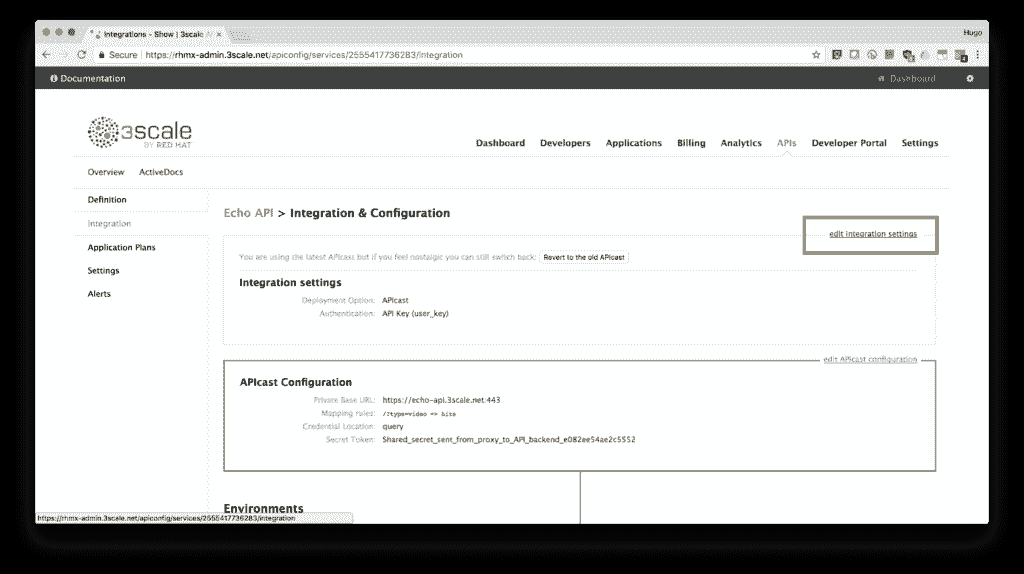 Integrations - Show | 3scale
Hugo
Secure https://rhmx-admin.3scale.net/apiconfig/services/2555417736283/integration
Documentation
Dashboard
3scale
BY RED HAT
Dashboard Developers Applications Billing Analytics APIs Developer Portal Settings
Overview ActiveDocs
Definition
Integration
Application Plans
Settings
Alerts
Echo API > Integration & Configuration
edit integration settings
You are using the latest APIcast but if you feel nostalgic you can still switch back: Revert to the old APIcast
Integration settings
Deployment Option: APIcast
Authentication: API Key (user_key)
edit APIcast configuration
APIcast Configuration
Private Base URL: https://echo-api.3scale.net:443
Mapping rules: /?type=video => hits
Credential Location: query
Secret Token: Shared_secret_sent_from_proxy_to_API_backend_e082ee54ae2c5552
Environments
https://rhmx-admin.3scale.net/apiconfig/services/2555417736283/integration